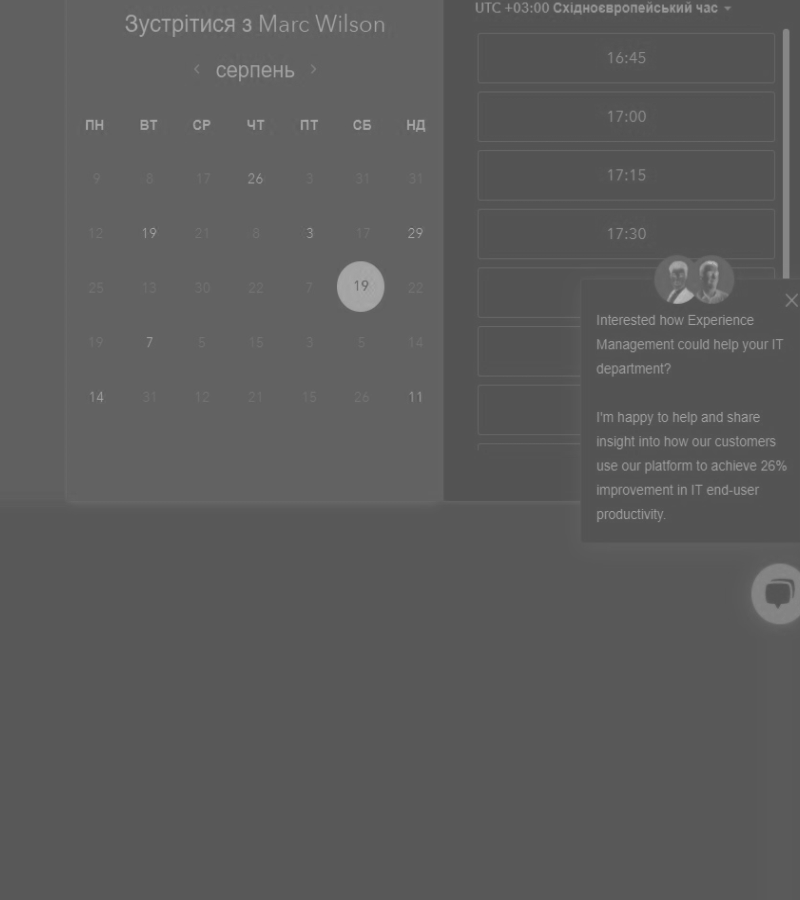 Зустрітися з Marc Wilson
серпень
ПН ВТ СР ЧТ ПТ СБ НД
9 8 17 26 3 31 31
12 19 21 8 3 17 29
25 13 30 22 7 19 22
19 7 5 15 3 5 14
14 31 12 21 15 26 11
UTC +03:00 Східноєвропейський час
16:45
17:00
17:15
17:30
Interested how Experience
Management could help your IT
department?
I'm happy to help and share
insight into how our customers
use our platform to achieve 26%
improvement in IT end-user
productivity.